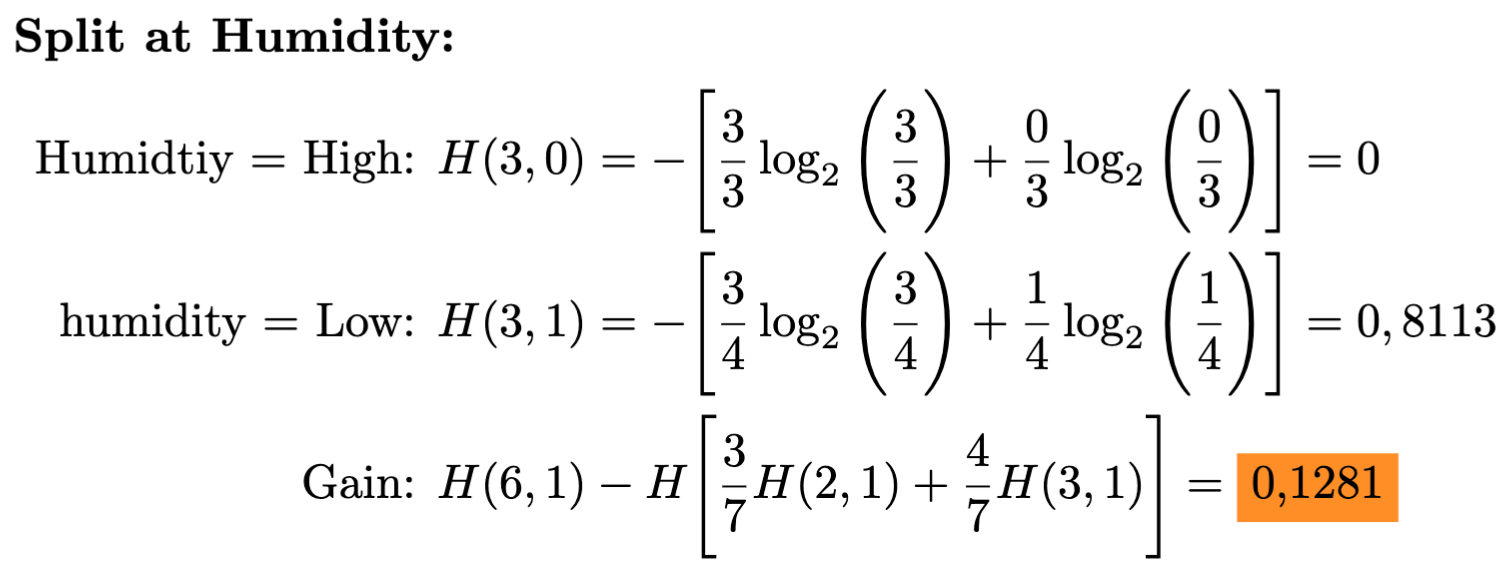 Split at Humidity:
Humidtiy = High: H(3, 0) = −[3/3 log₂(3/3) + 0/3 log₂(0/3)] = 0
humidity = Low: H(3, 1) = −[3/4 log₂(3/4) + 1/4 log₂(1/4)] = 0, 8113
Gain: H(6, 1) − H[3/7 H(2, 1) + 4/7 H(3, 1)] = 0,1281